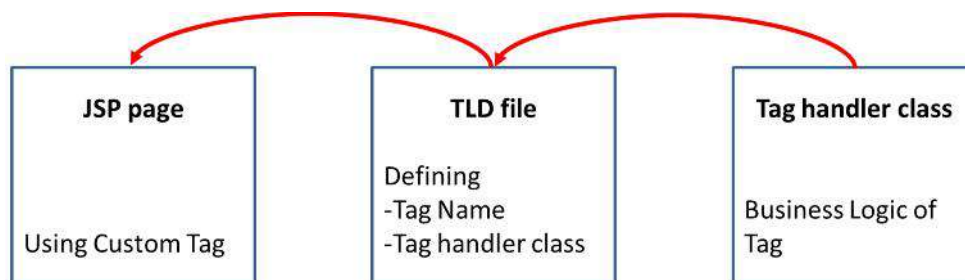 JSP page
Using Custom Tag
TLD file
Defining
-Tag Name
-Tag handler class
Tag handler class
Business Logic of
Tag